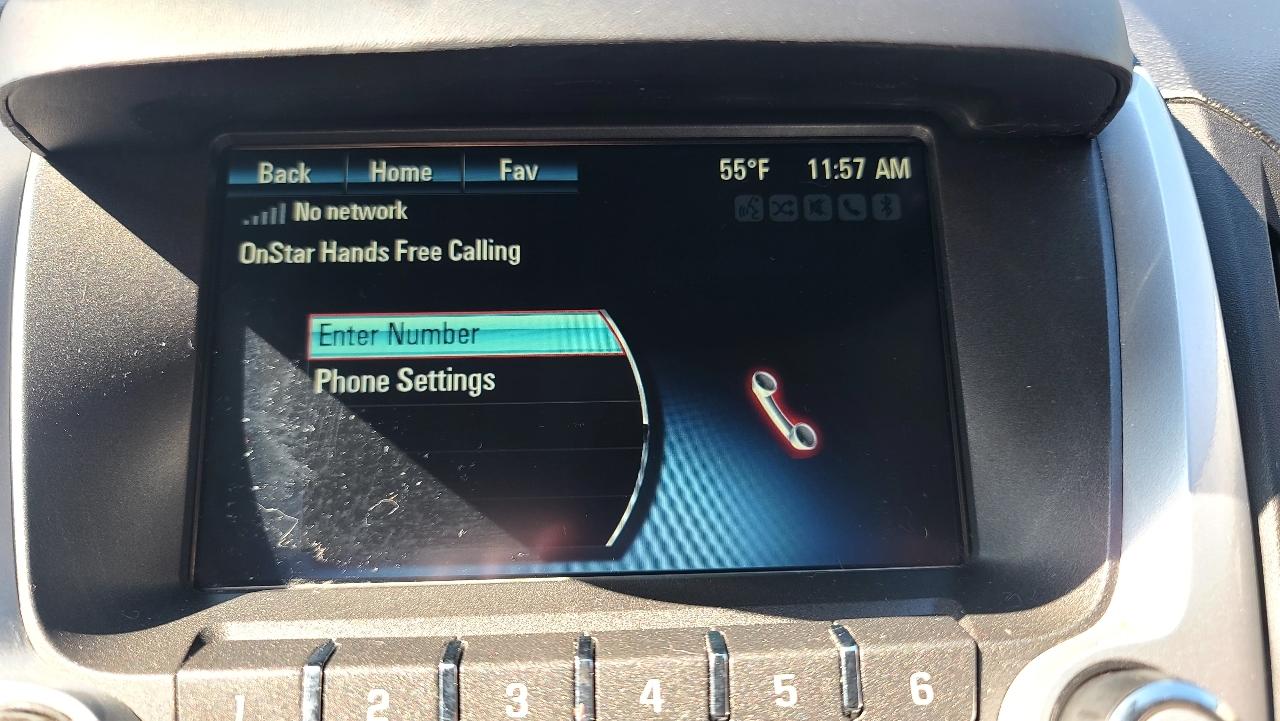 Back Home Fav 55°F 11:57 AM
No network
OnStar Hands Free Calling
Enter Number
Phone Settings
1 2 3 4 5 6